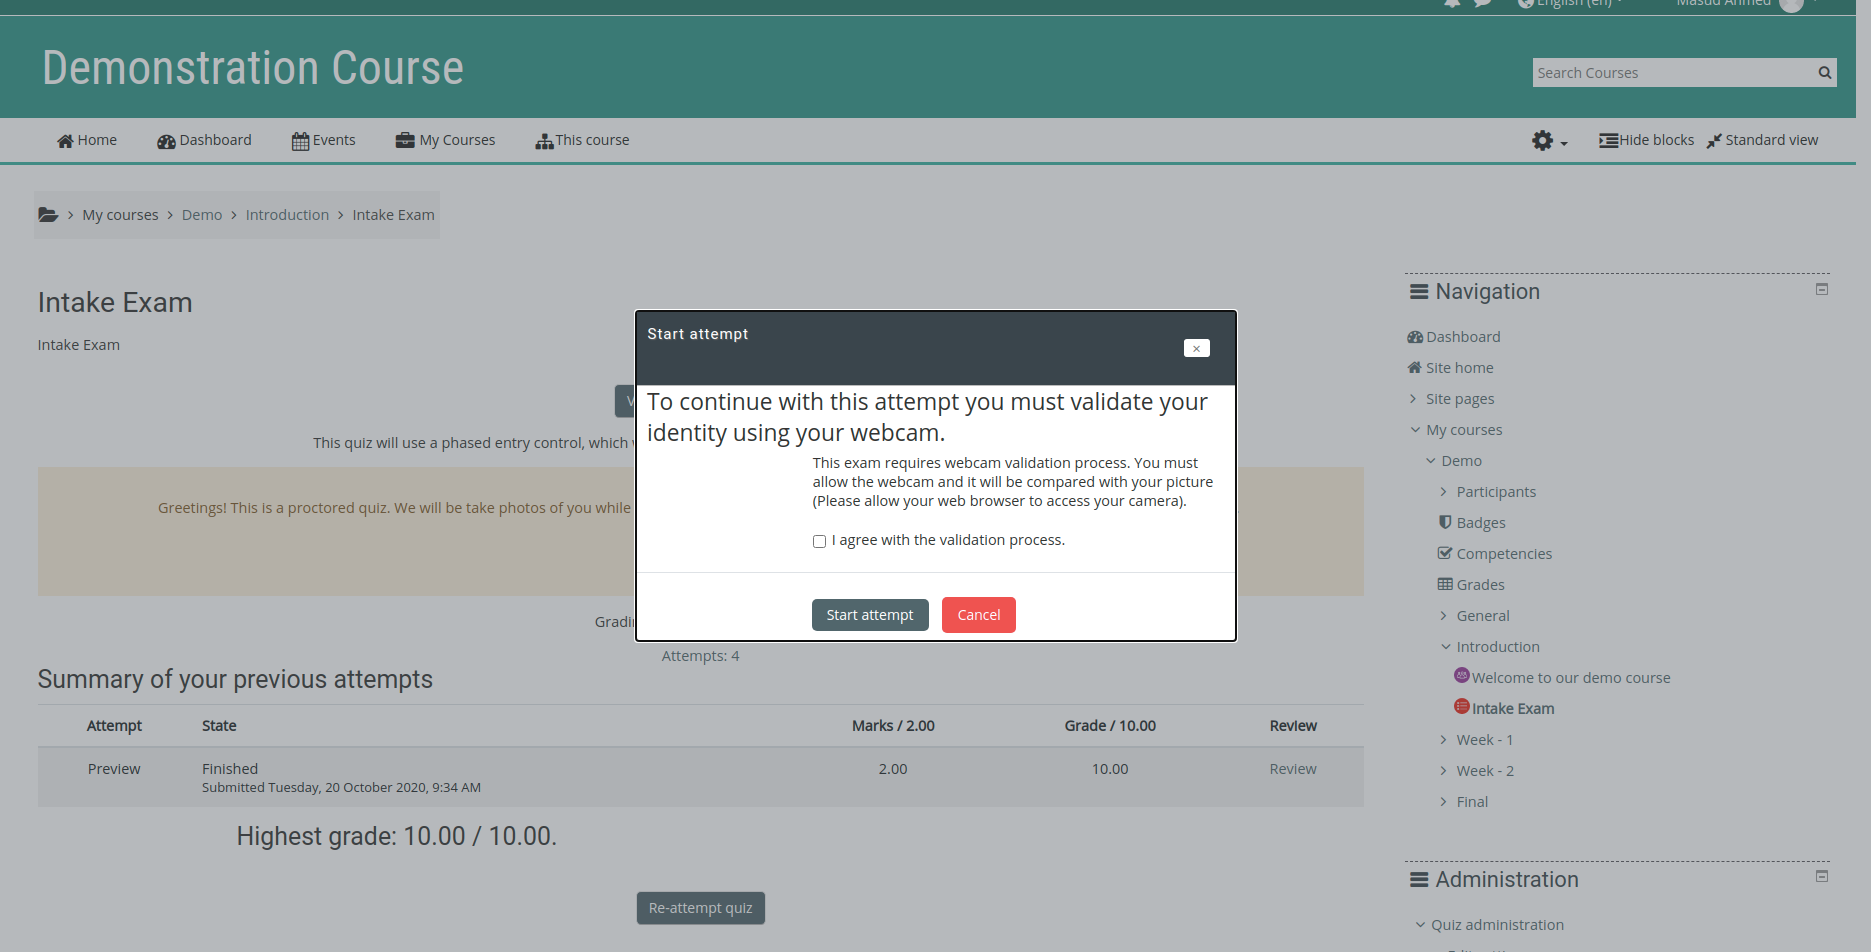 English (en)
Masud Ahmed
Demonstration Course
Search Courses
Home
Dashboard
Events
My Courses
This course
Hide blocks
Standard view
My courses
Demo
Introduction
Intake Exam
Intake Exam
Intake Exam
This quiz will use a phased entry control, which
Greetings! This is a proctored quiz. We will be take photos of you while
Attempts: 4
Summary of your previous attempts
Attempt State Marks / 2.00 Grade / 10.00 Review
Preview Finished 2.00 10.00 Review
Submitted Tuesday, 20 October 2020, 9:34 AM
Highest grade: 10.00 / 10.00.
Re-attempt quiz
Start attempt
×
To continue with this attempt you must validate your
identity using your webcam.
This exam requires webcam validation process. You must
allow the webcam and it will be compared with your picture
(Please allow your web browser to access your camera).
I agree with the validation process.
Start attempt
Cancel
Navigation
Dashboard
Site home
Site pages
My courses
Demo
Participants
Badges
Competencies
Grades
General
Introduction
Welcome to our demo course
Intake Exam
Week - 1
Week - 2
Final
Administration
Quiz administration